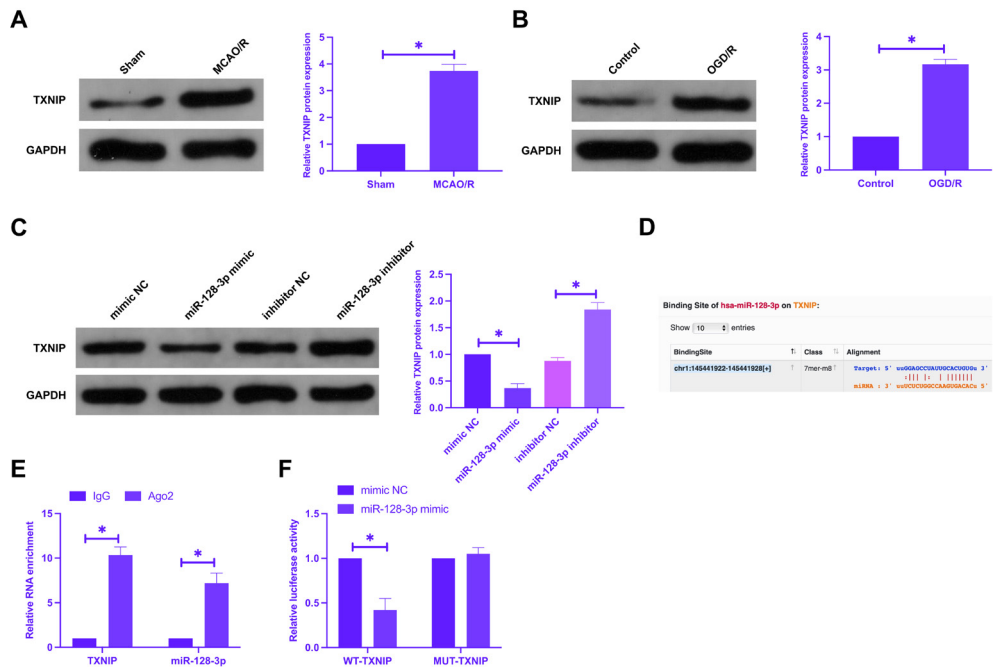 A
Sham
MCAO/R
TXNIP
GAPDH
Relative TXNIP protein expression
5
4
3
2
1
0
*
Sham
MCAO/R
B
Control
OGD/R
TXNIP
GAPDH
Relative TXNIP protein expression
4
3
2
1
0
*
Control
OGD/R
C
mimic NC
miR-128-3p mimic
inhibitor NC
miR-128-3p inhibitor
TXNIP
GAPDH
Relative TXNIP protein expression
2.5
2.0
1.5
1.0
0.5
0.0
*
*
mimic NC
miR-128-3p mimic
inhibitor NC
miR-128-3p inhibitor
D
Binding Site of hsa-miR-128-3p on TXNIP:
Show 10 entries
BindingSite Class Alignment
chr1:145441922-145441928[+] 7mer-m8 Target: 5' uuGGAGCCUAUUGCACUGUGu 3'
miRNA : 3' uuUCUCUGGCCAAGUGACACu 5'
E
IgG
Ago2
Relative RNA enrichment
15
10
5
0
*
*
TXNIP
miR-128-3p
F
mimic NC
miR-128-3p mimic
Relative luciferase activity
1.5
1.0
0.5
0.0
*
WT-TXNIP
MUT-TXNIP